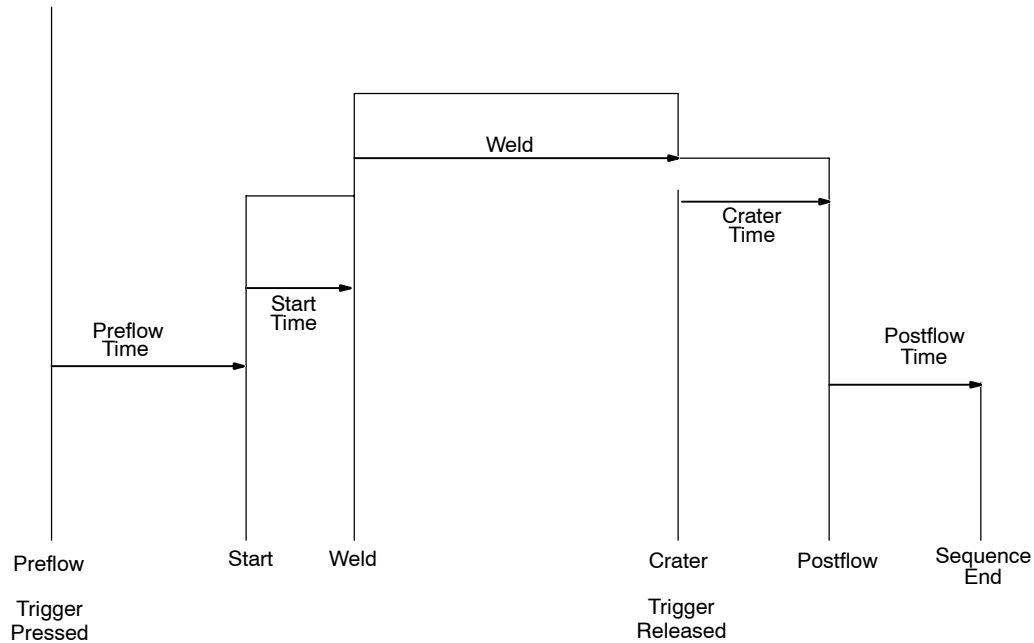 Weld
Crater
Time
Start
Time
Preflow
Time
Postflow
Time
Preflow
Start
Weld
Crater
Postflow
Sequence
End
Trigger
Pressed
Trigger
Released